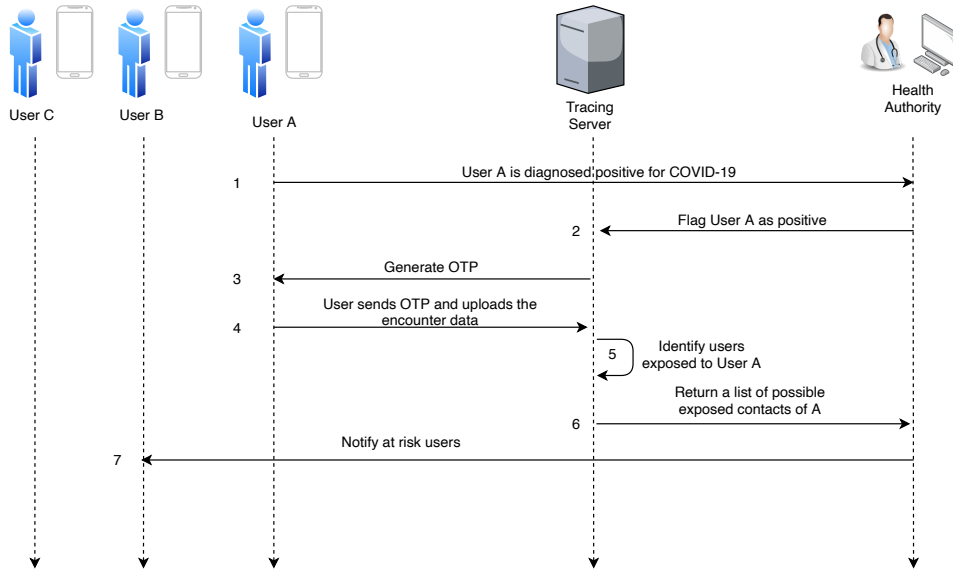 User C
User B
User A
Tracing
Server
Health
Authority
1
User A is diagnosed positive for COVID-19
2
Flag User A as positive
3
Generate OTP
4
User sends OTP and uploads the
encounter data
5
Identify users
exposed to User A
6
Return a list of possible
exposed contacts of A
7
Notify at risk users